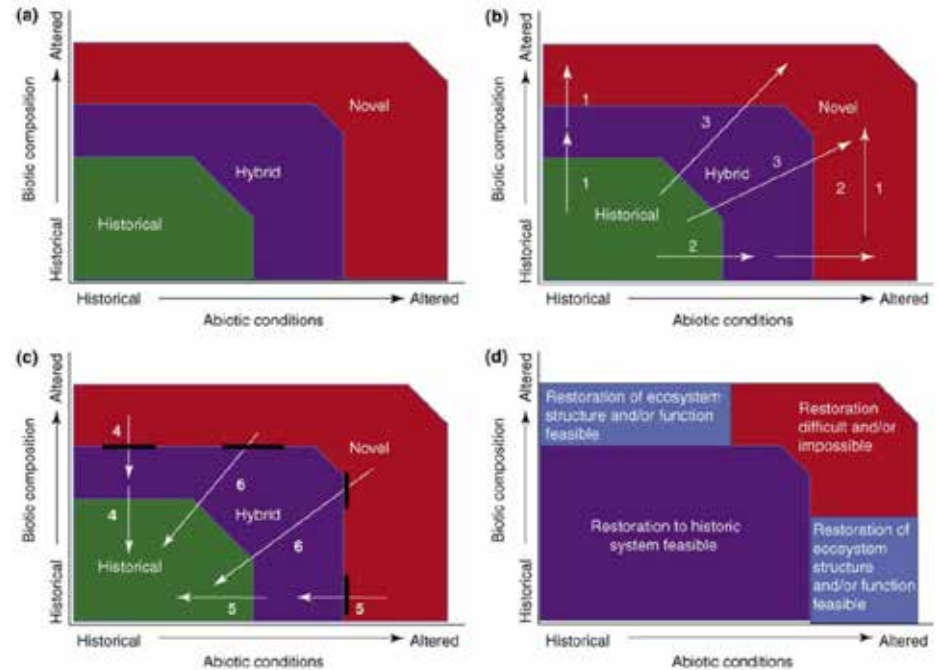 (a)
Altered
Biotic composition
Historical
Novel
Hybrid
Historical
Historical
Altered
Abiotic conditions
(b)
Altered
Biotic composition
Historical
1
3
Novel
3
Hybrid
1
2
1
Historical
2
Historical
Altered
Abiotic conditions
(c)
Altered
Biotic composition
Historical
4
Novel
6
4
Hybrid
6
Historical
5
5
Historical
Altered
Abiotic conditions
(d)
Altered
Biotic composition
Historical
Restoration of ecosystem
structure and/or function
feasible
Restoration
difficult and/or
impossible
Restoration to historic
system feasible
Restoration of
ecosystem
structure
and/or function
feasible
Historical
Altered
Abiotic conditions